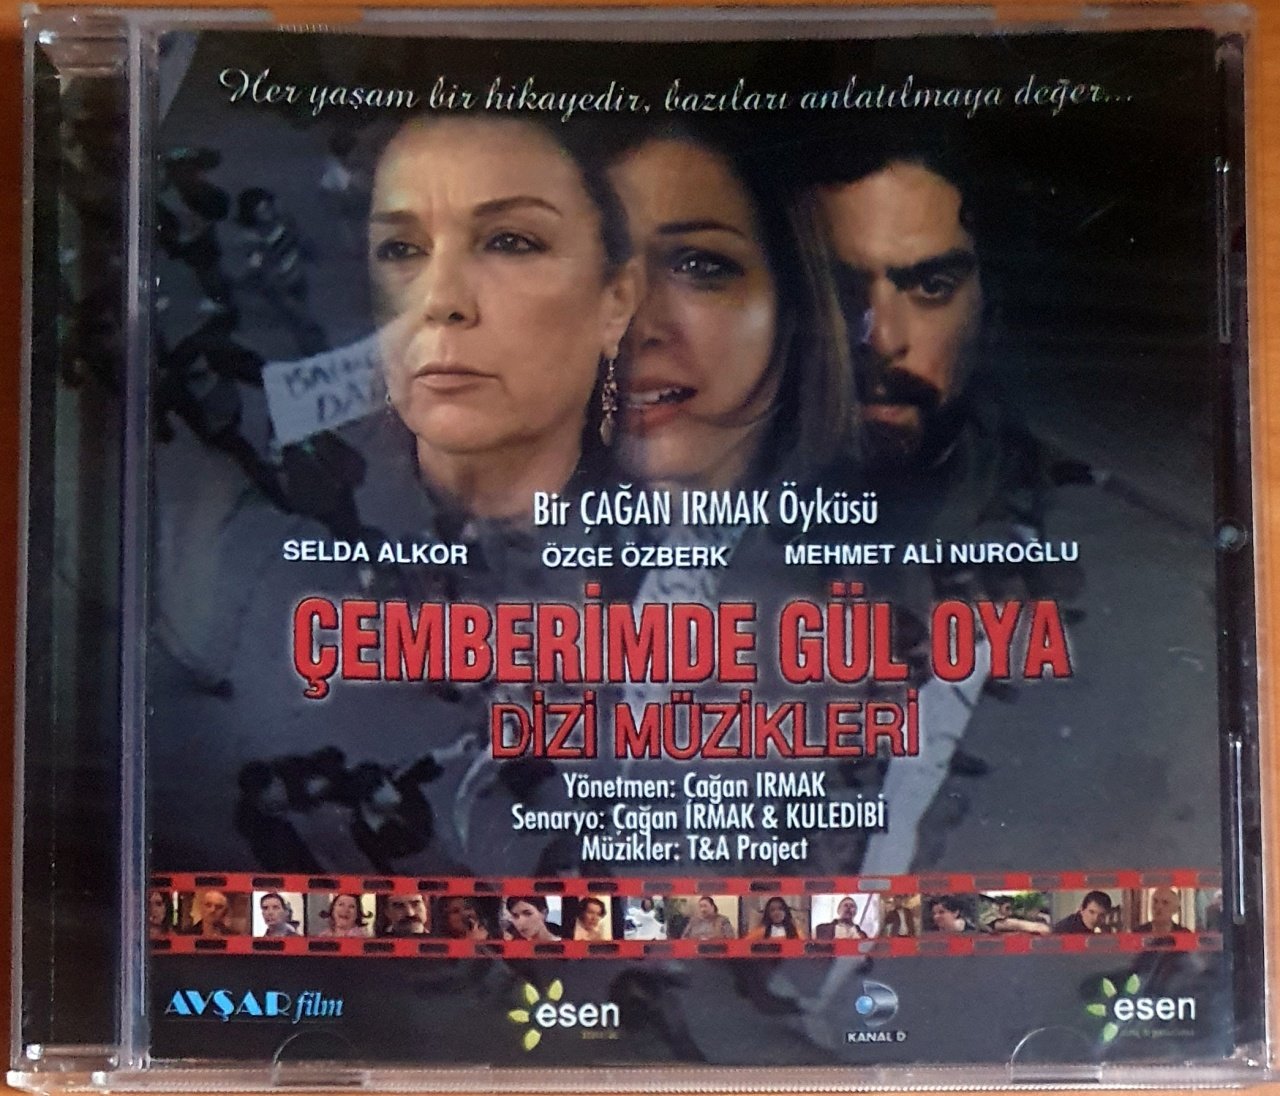 Her yaşam bir hikayedir, bazıları anlatılmaya değer...
Bir ÇAĞAN IRMAK Öyküsü
SELDA ALKOR ÖZGE ÖZBERK MEHMET ALİ NUROĞLU
ÇEMBERİMDE GÜL OYA
DİZİ MÜZİKLERİ
Yönetmen: Çağan IRMAK
Senaryo: Çağan IRMAK & KULEDİBİ
Müzikler: T&A Project
AVŞAR film esen KANAL D esen